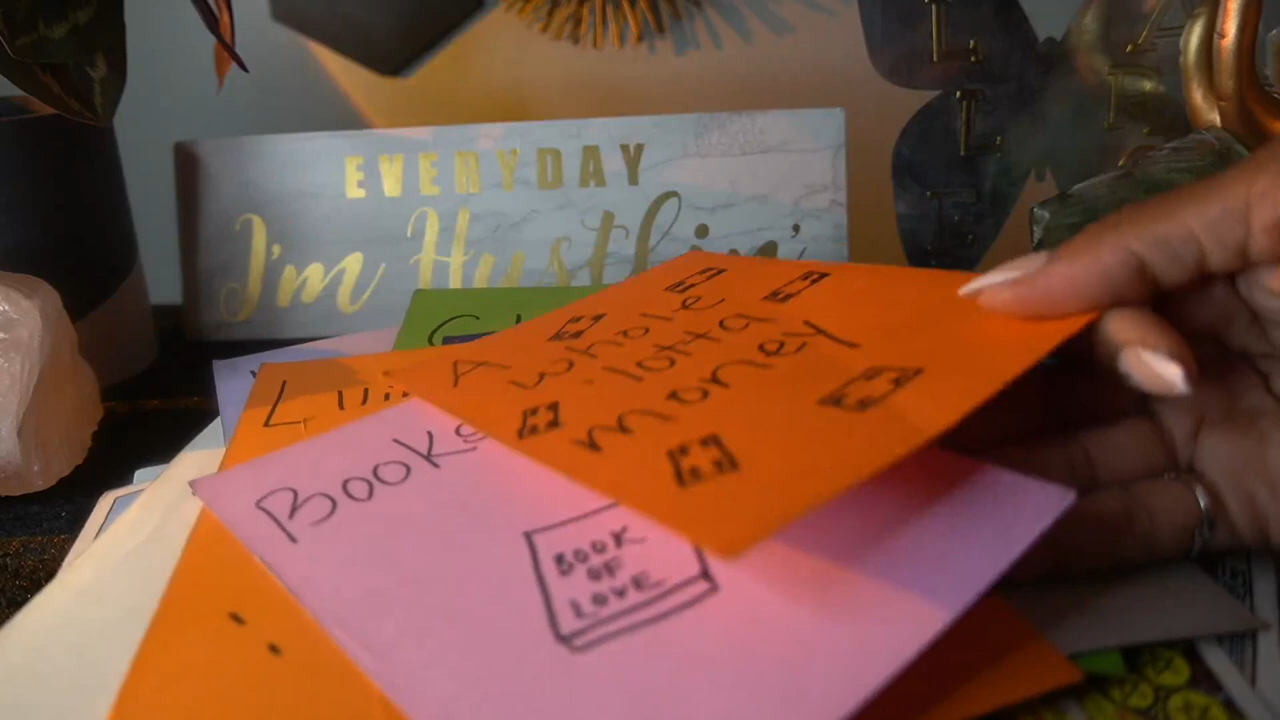 EVERYDAY
I'm Hustlin'
A
whole
lotta
money
Books
BOOK
OF
LOVE